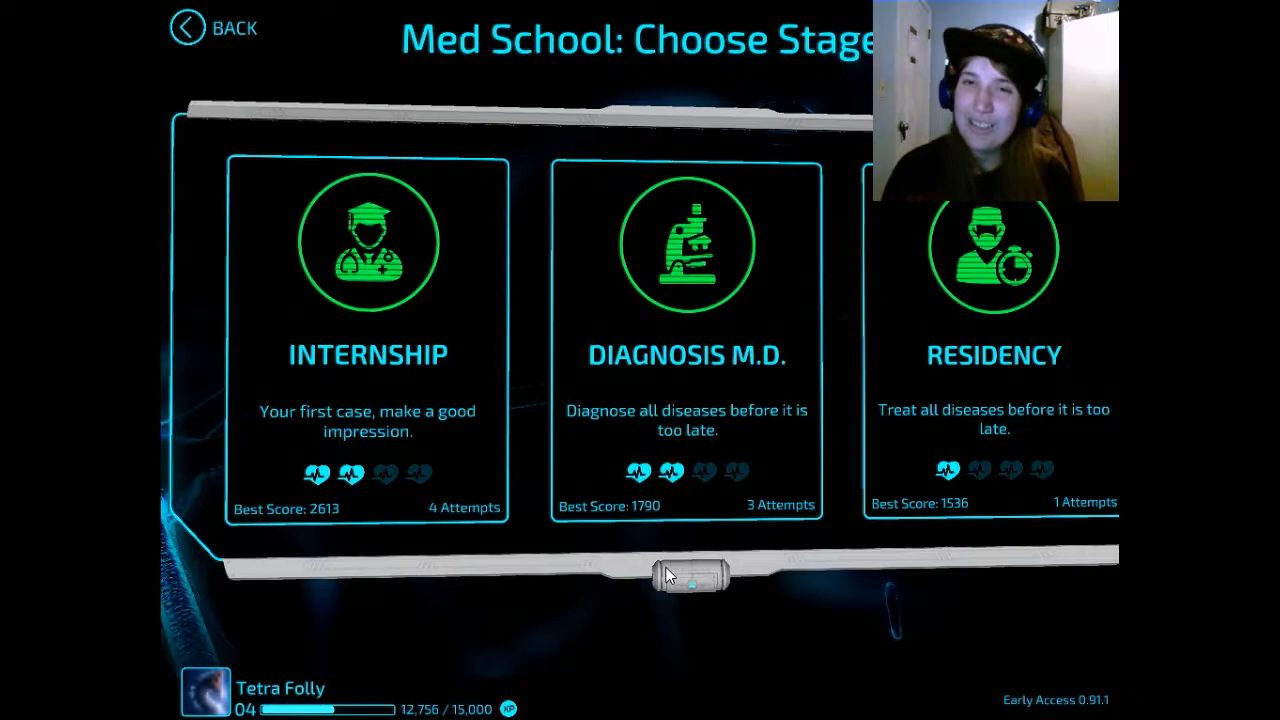 BACK
Med School: Choose Stage
INTERNSHIP
Your first case, make a good
impression.
Best Score: 2613
4 Attempts
DIAGNOSIS M.D.
Diagnose all diseases before it is
too late.
Best Score: 1790
3 Attempts
RESIDENCY
Treat all diseases before it is too
late.
Best Score: 1536
1 Attempts
Tetra Folly
04
12,756 / 15,000
XP
Early Access 0.91.1